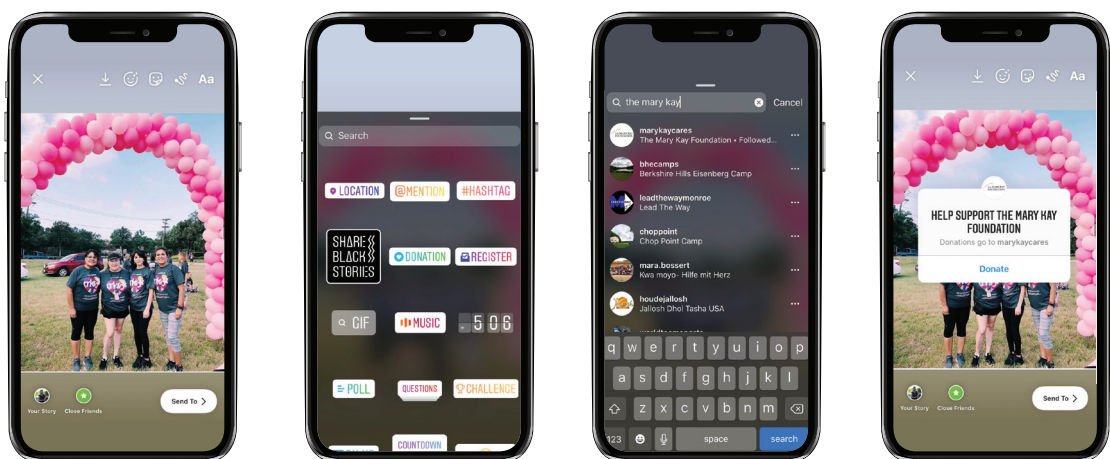 Aa
Your Story
Close Friends
Send To >
Search
LOCATION
@MENTION
#HASHTAG
SHARE
BLACK
STORIES
DONATION
REGISTER
GIF
MUSIC
5 0 6
POLL
QUESTIONS
CHALLENGE
COUNTDOWN
the mary kay
Cancel
marykaycares
The Mary Kay Foundation • Followed...
bhecamps
Berkshire Hills Eisenberg Camp
leadthewaymonroe
Lead The Way
choppoint
Chop Point Camp
mara.bossert
Kwa moyo- Hilfe mit Herz
houdejallosh
Jallosh Dhol Tasha USA
q w e r t y u i o p
a s d f g h j k l
z x c v b n m
123
space
search
Aa
HELP SUPPORT THE MARY KAY
FOUNDATION
Donations go to marykaycares
Donate
Your Story
Close Friends
Send To >